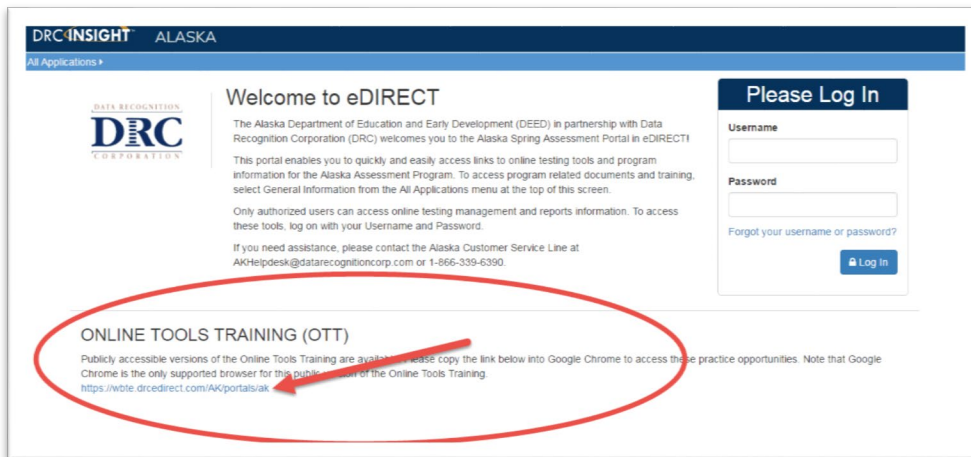 DRC INSIGHT ALASKA
All Applications
DATA RECOGNITION
DRC
CORPORATION
Welcome to eDIRECT
The Alaska Department of Education and Early Development (DEED) in partnership with Data
Recognition Corporation (DRC) welcomes you to the Alaska Spring Assessment Portal in eDIRECT!
This portal enables you to quickly and easily access links to online testing tools and program
information for the Alaska Assessment Program. To access program related documents and training,
select General Information from the All Applications menu at the top of this screen.
Only authorized users can access online testing management and reports information. To access
these tools, log on with your Username and Password.
If you need assistance, please contact the Alaska Customer Service Line at
AKHelpdesk@datarecognitioncorp.com or 1-866-339-6390.
Please Log In
Username
Password
Forgot your username or password?
Log In
ONLINE TOOLS TRAINING (OTT)
Publicly accessible versions of the Online Tools Training are available. Please copy the link below into Google Chrome to access these practice opportunities. Note that Google
Chrome is the only supported browser for this public version of the Online Tools Training.
https://wbte.drcedirect.com/AK/portals/ak